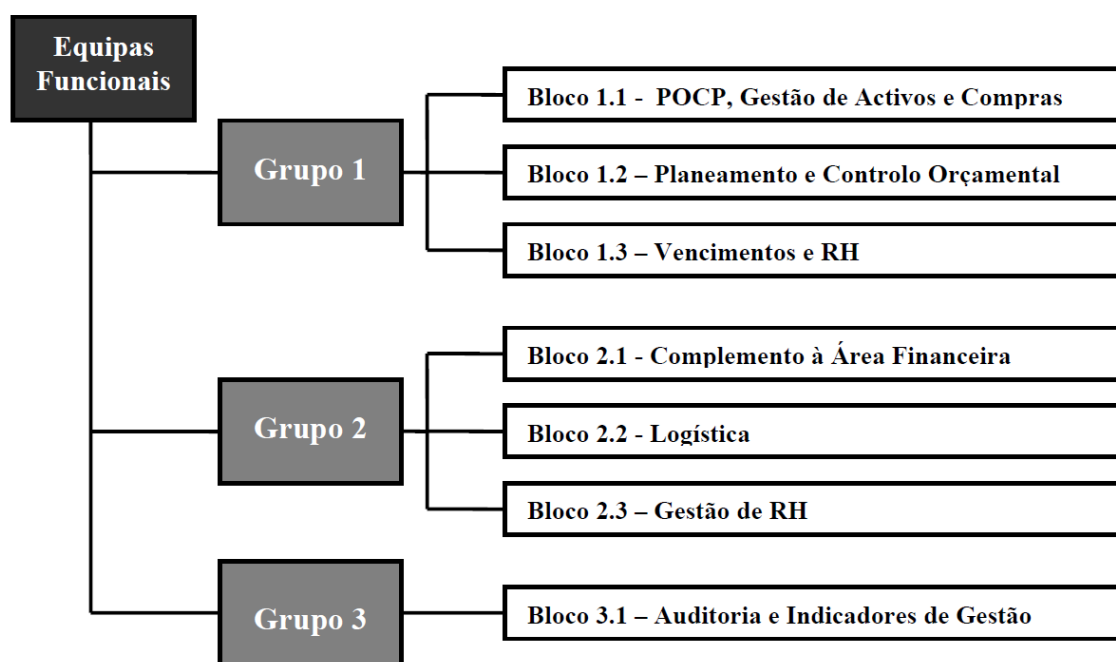 Equipas
Funcionais
Grupo 1
Bloco 1.1 - POCP, Gestão de Activos e Compras
Bloco 1.2 – Planeamento e Controlo Orçamental
Bloco 1.3 – Vencimentos e RH
Grupo 2
Bloco 2.1 - Complemento à Área Financeira
Bloco 2.2 - Logística
Bloco 2.3 – Gestão de RH
Grupo 3
Bloco 3.1 – Auditoria e Indicadores de Gestão